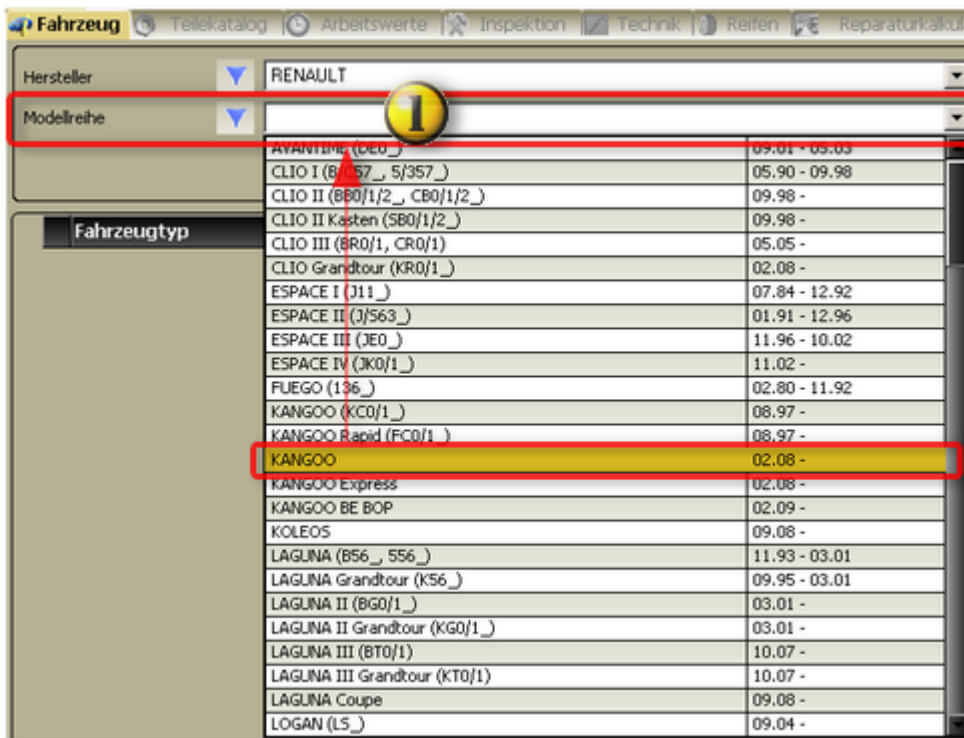 Fahrzeug Teilekatalog Arbeitswerte Inspektion Technik Reifen Reparaturkalkul
Hersteller RENAULT
Modellreihe 1
AVANTIME (DE0_) 09.01 - 05.03
CLIO I (B/C57_, 5/357_) 05.90 - 09.98
CLIO II (BB0/1/2_, CB0/1/2_) 09.98 -
CLIO II Kasten (SB0/1/2_) 09.98 -
Fahrzeugtyp
CLIO III (BR0/1, CR0/1) 05.05 -
CLIO Grandtour (KR0/1_) 02.08 -
ESPACE I (J11_) 07.84 - 12.92
ESPACE II (J/S63_) 01.91 - 12.96
ESPACE III (JE0_) 11.96 - 10.02
ESPACE IV (JK0/1_) 11.02 -
FUEGO (136_) 02.80 - 11.92
KANGOO (KC0/1_) 08.97 -
KANGOO Rapid (FC0/1_) 08.97 -
KANGOO 02.08 -
KANGOO Express 02.08 -
KANGOO BE BOP 02.09 -
KOLEOS 09.08 -
LAGUNA (B56_, 556_) 11.93 - 03.01
LAGUNA Grandtour (K56_) 09.95 - 03.01
LAGUNA II (BG0/1_) 03.01 -
LAGUNA II Grandtour (KG0/1_) 03.01 -
LAGUNA III (BT0/1) 10.07 -
LAGUNA III Grandtour (KT0/1) 10.07 -
LAGUNA Coupe 09.08 -
LOGAN (LS_) 09.04 -